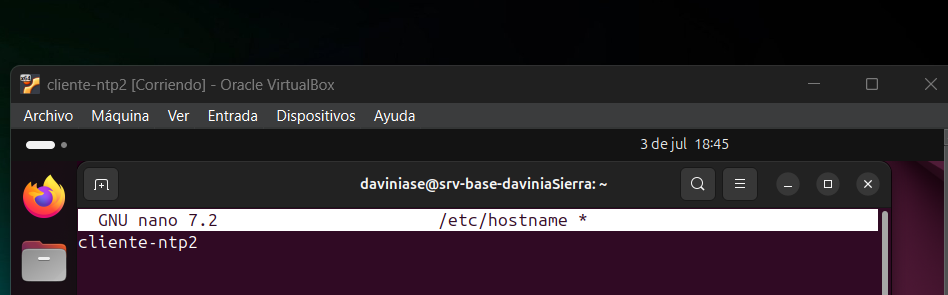 cliente-ntp2 [Corriendo] - Oracle VirtualBox
Archivo Máquina Ver Entrada Dispositivos Ayuda
3 de jul 18:45
daviniase@srv-base-daviniaSierra: ~
GNU nano 7.2 /etc/hostname *
cliente-ntp2